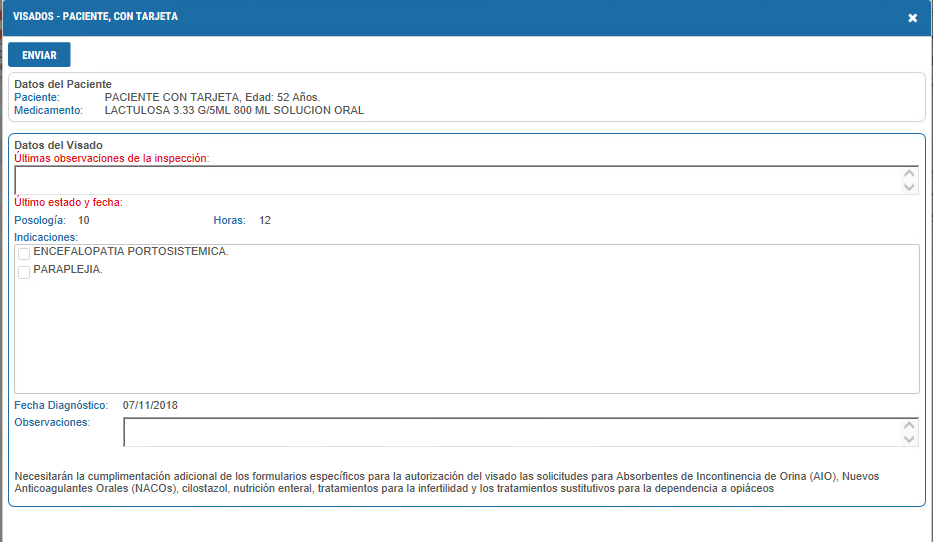 VISADOS - PACIENTE, CON TARJETA
ENVIAR
Datos del Paciente
Paciente: PACIENTE CON TARJETA, Edad: 52 Años.
Medicamento: LACTULOSA 3.33 G/5ML 800 ML SOLUCION ORAL
Datos del Visado
Últimas observaciones de la inspección:
Último estado y fecha:
Posología: 10 Horas: 12
Indicaciones:
ENCEFALOPATIA PORTOSISTEMICA.
PARAPLEJIA.
Fecha Diagnóstico: 07/11/2018
Observaciones:
Necesitarán la cumplimentación adicional de los formularios específicos para la autorización del visado las solicitudes para Absorbentes de Incontinencia de Orina (AIO), Nuevos
Anticoagulantes Orales (NACOs), cilostazol, nutrición enteral, tratamientos para la infertilidad y los tratamientos sustitutivos para la dependencia a opiáceos